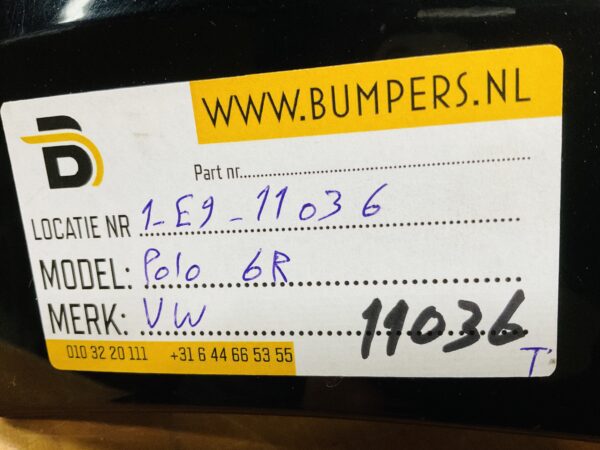 WWW.BUMPERS.NL
B
Part nr.
LOCATIE NR 1-E9-11036
MODEL: Polo 6R
MERK: VW
11036
010 32 20 111 +31 6 44 66 53 55
T